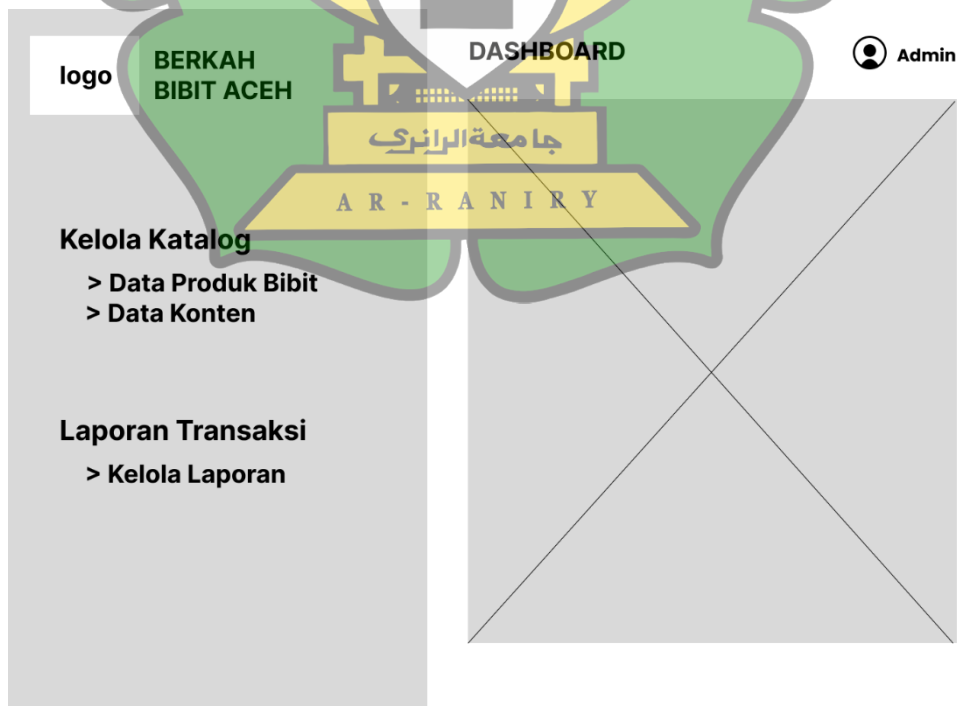 logo
BERKAH
BIBIT ACEH
DASHBOARD
Admin
جامعةالرانري
AR-RANIRY
Kelola Katalog
> Data Produk Bibit
> Data Konten
Laporan Transaksi
> Kelola Laporan